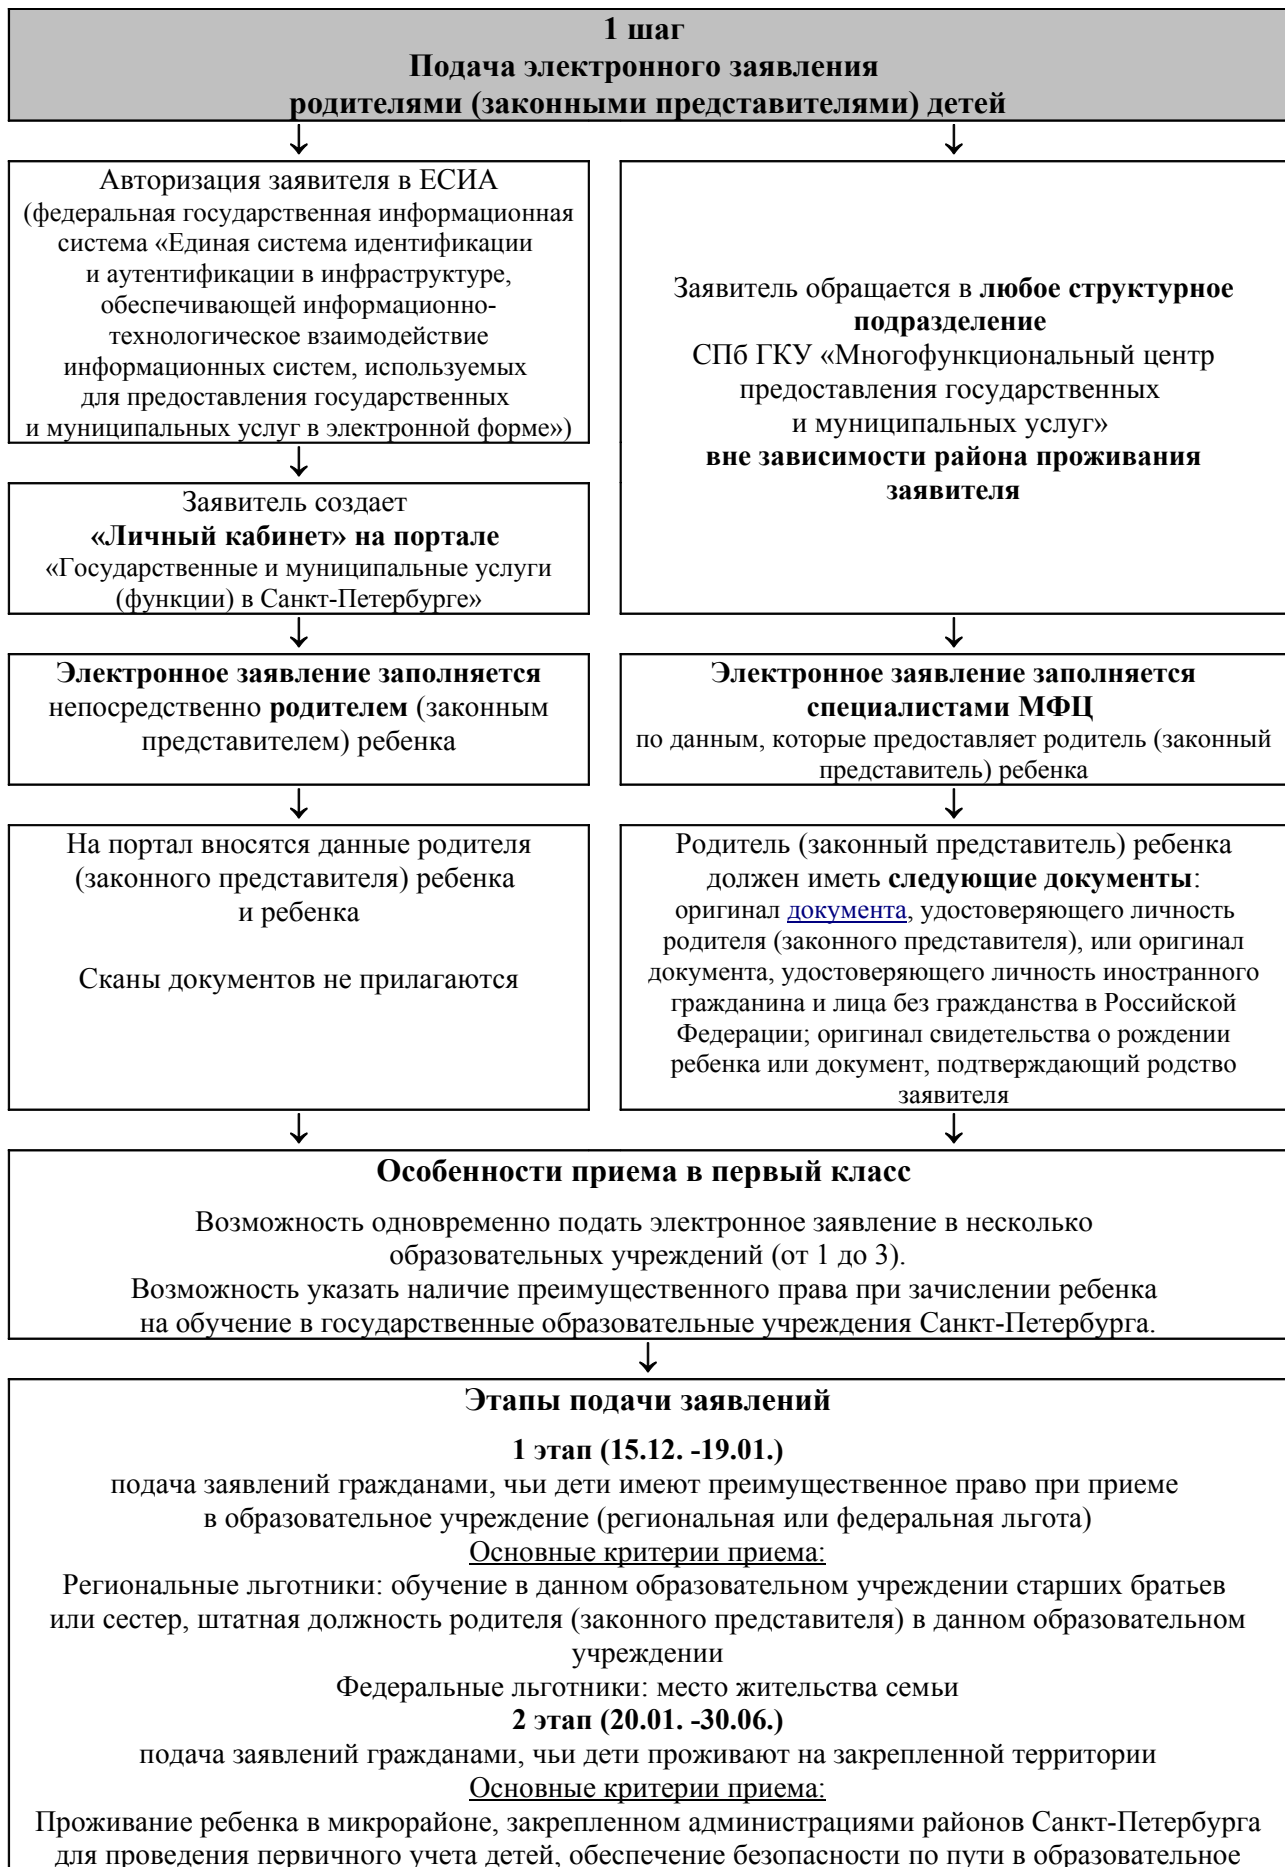 1 шаг
Подача электронного заявления
родителями (законными представителями) детей
Авторизация заявителя в ЕСИА
(федеральная государственная информационная
система «Единая система идентификации
и аутентификации в инфраструктуре,
обеспечивающей информационно-
технологическое взаимодействие
информационных систем, используемых
для предоставления государственных
и муниципальных услуг в электронной форме»)
Заявитель создает
«Личный кабинет» на портале
«Государственные и муниципальные услуги
(функции) в Санкт-Петербурге»
Заявитель обращается в любое структурное
подразделение
СПб ГКУ «Многофункциональный центр
предоставления государственных
и муниципальных услуг»
вне зависимости района проживания
заявителя
Электронное заявление заполняется
непосредственно родителем (законным
представителем) ребенка
Электронное заявление заполняется
специалистами МФЦ
по данным, которые предоставляет родитель (законный
представитель) ребенка
На портал вносятся данные родителя
(законного представителя) ребенка
и ребенка
Сканы документов не прилагаются
Родитель (законный представитель) ребенка
должен иметь следующие документы:
оригинал документа, удостоверяющего личность
родителя (законного представителя), или оригинал
документа, удостоверяющего личность иностранного
гражданина и лица без гражданства в Российской
Федерации; оригинал свидетельства о рождении
ребенка или документ, подтверждающий родство
заявителя
Особенности приема в первый класс
Возможность одновременно подать электронное заявление в несколько
образовательных учреждений (от 1 до 3).
Возможность указать наличие преимущественного права при зачислении ребенка
на обучение в государственные образовательные учреждения Санкт-Петербурга.
Этапы подачи заявлений
1 этап (15.12. -19.01.)
подача заявлений гражданами, чьи дети имеют преимущественное право при приеме
в образовательное учреждение (региональная или федеральная льгота)
Основные критерии приема:
Региональные льготники: обучение в данном образовательном учреждении старших братьев
или сестер, штатная должность родителя (законного представителя) в данном образовательном
учреждении
Федеральные льготники: место жительства семьи
2 этап (20.01. -30.06.)
подача заявлений гражданами, чьи дети проживают на закрепленной территории
Основные критерии приема:
Проживание ребенка в микрорайоне, закрепленном администрациями районов Санкт-Петербурга
для проведения первичного учета детей, обеспечение безопасности по пути в образовательное